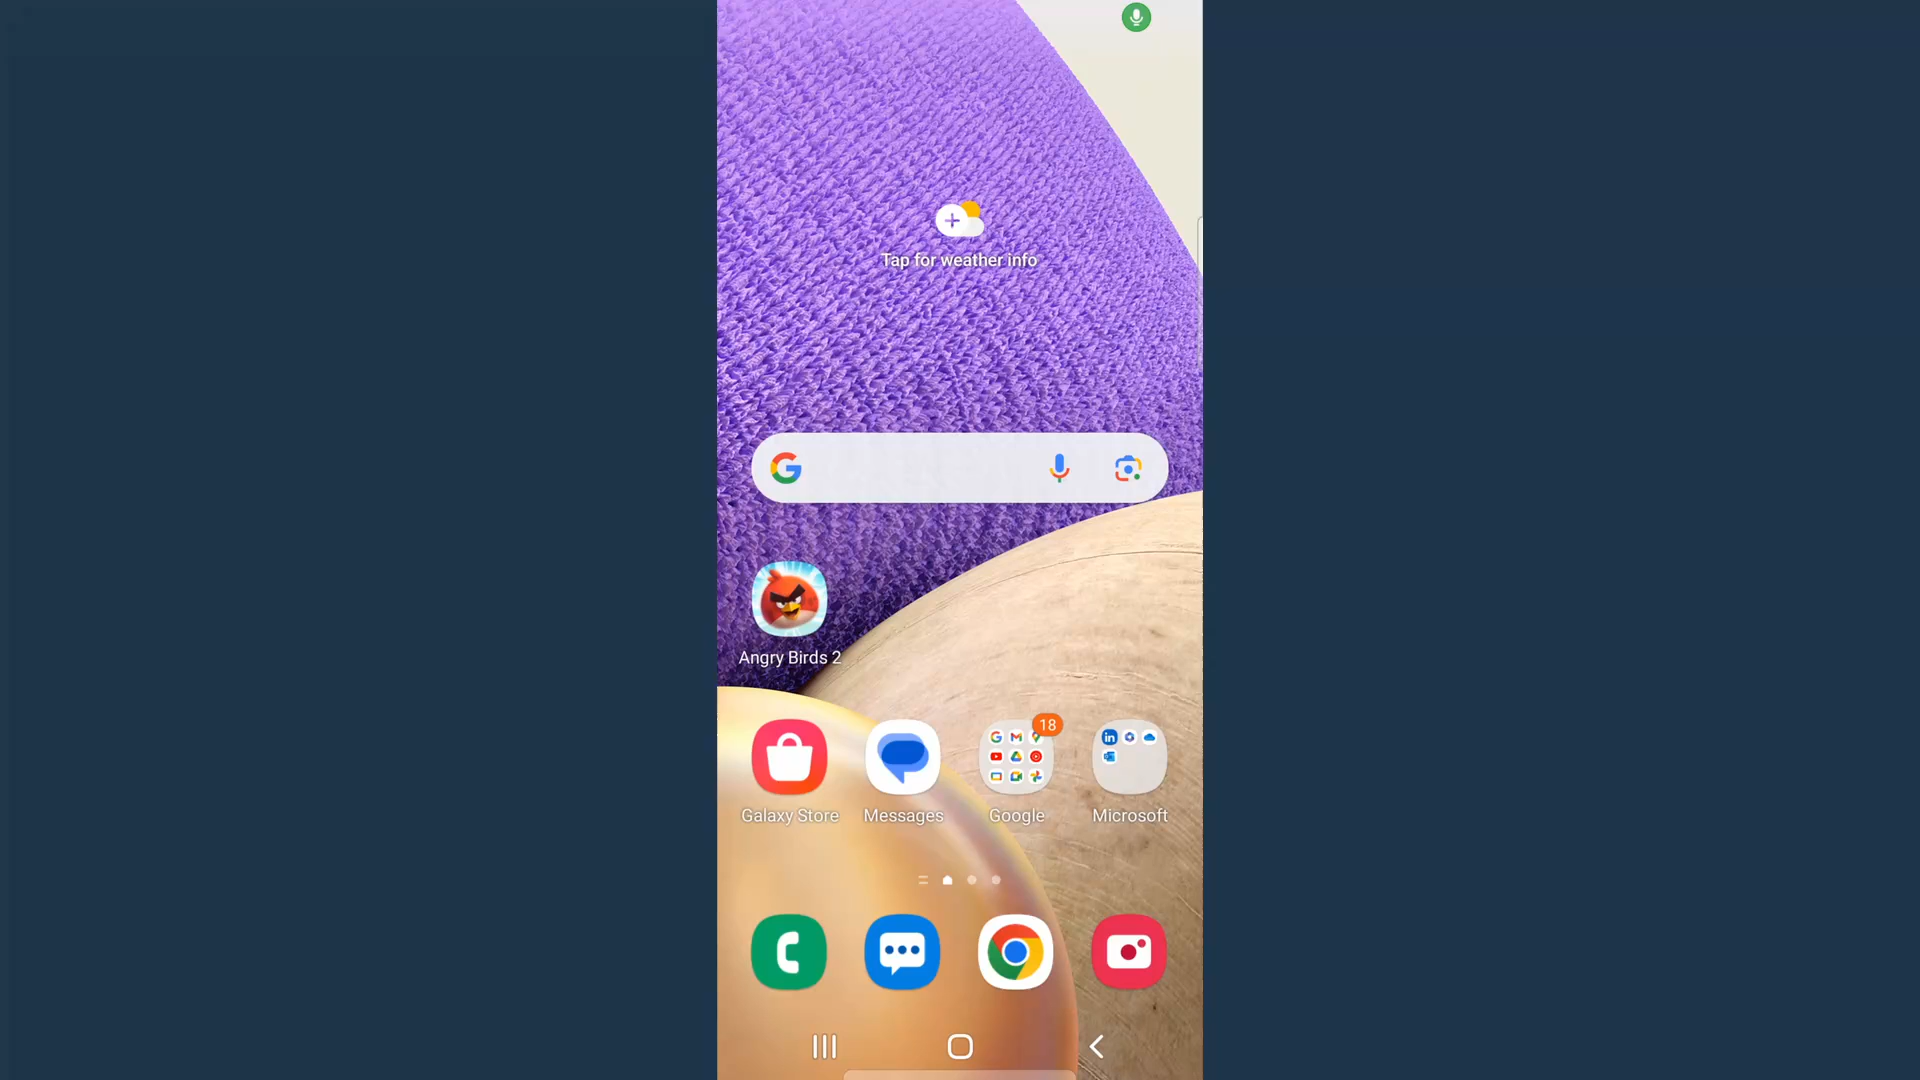 Tap for weather info
Angry Birds 2
18
Galaxy Store
Messages
Google
Microsoft